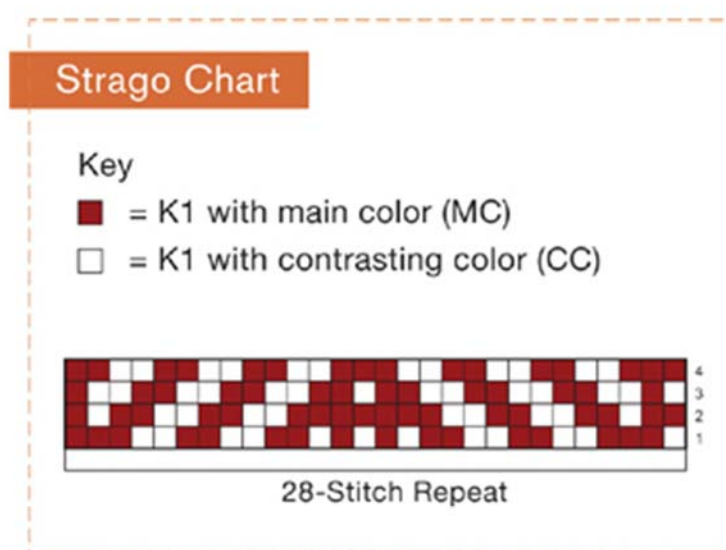 Strago Chart
Key
= K1 with main color (MC)
= K1 with contrasting color (CC)
4
3
2
1
28-Stitch Repeat